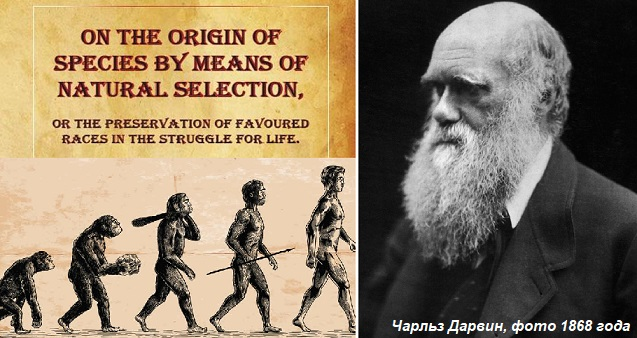 ON THE ORIGIN OF
SPECIES BY MEANS OF
NATURAL SELECTION,
OR THE PRESERVATION OF FAVOURED
RACES IN THE STRUGGLE FOR LIFE.
Чарльз Дарвин, фото 1868 года